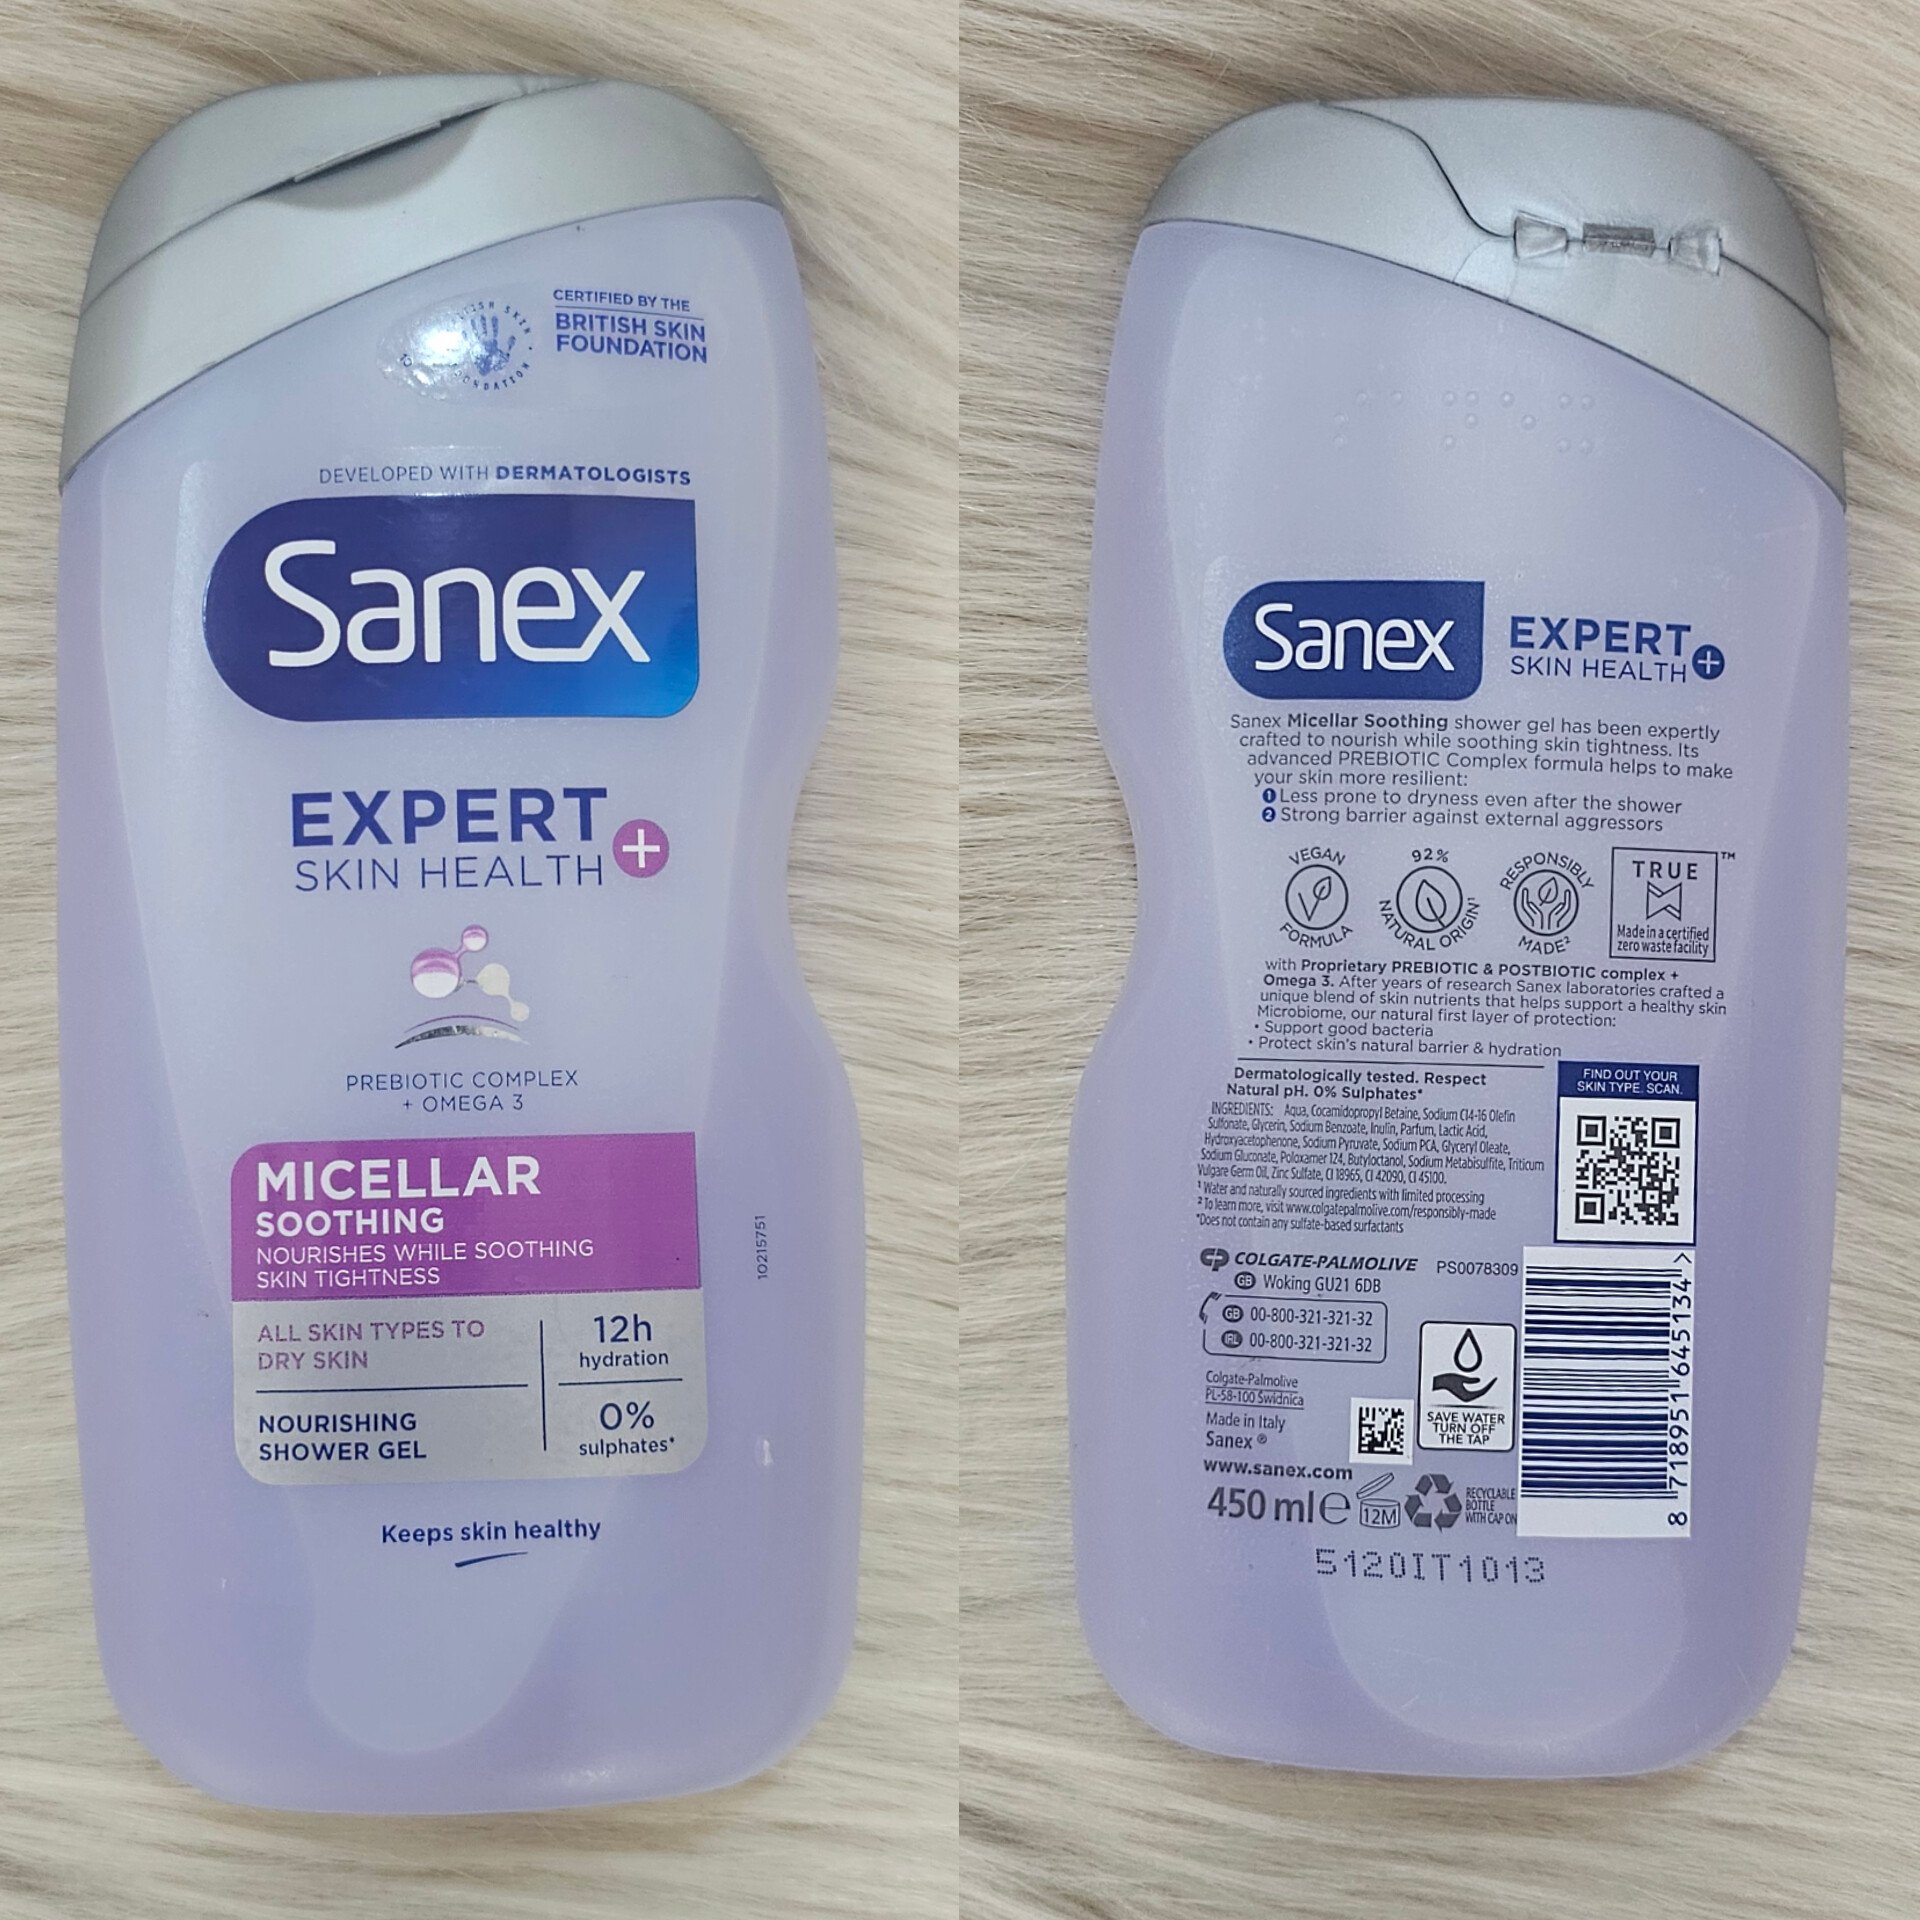 BRITISH SKIN FOUNDATION
CERTIFIED BY THE
BRITISH SKIN
FOUNDATION
DEVELOPED WITH DERMATOLOGISTS
Sanex
EXPERT +
SKIN HEALTH
PREBIOTIC COMPLEX
+ OMEGA 3
MICELLAR
SOOTHING
NOURISHES WHILE SOOTHING
SKIN TIGHTNESS
ALL SKIN TYPES TO
DRY SKIN
12h
hydration
NOURISHING
SHOWER GEL
0%
sulphates*
Keeps skin healthy
10215751
Sanex
EXPERT +
SKIN HEALTH
Sanex Micellar Soothing shower gel has been expertly
crafted to nourish while soothing skin tightness. Its
advanced PREBIOTIC Complex formula helps to make
your skin more resilient:
1 Less prone to dryness even after the shower
2 Strong barrier against external aggressors
VEGAN
FORMULA
92%
NATURAL ORIGIN¹
RESPONSIBLY
MADE²
TRUE ™
Made in a certified
zero waste facility
with Proprietary PREBIOTIC & POSTBIOTIC complex +
Omega 3. After years of research Sanex laboratories crafted a
unique blend of skin nutrients that helps support a healthy skin
Microbiome, our natural first layer of protection:
• Support good bacteria
• Protect skin's natural barrier & hydration
Dermatologically tested. Respect
Natural pH. 0% Sulphates*
FIND OUT YOUR
SKIN TYPE. SCAN.
INGREDIENTS: Aqua, Cocamidopropyl Betaine, Sodium C14-16 Olefin
Sulfonate, Glycerin, Sodium Benzoate, Inulin, Parfum, Lactic Acid,
Hydroxyacetophenone, Sodium Pyruvate, Sodium PCA, Glyceryl Oleate,
Sodium Gluconate, Poloxamer 124, Butyloctanol, Sodium Metabisulfite, Triticum
Vulgare Germ Oil, Zinc Sulfate, CI 18965, CI 42090, CI 45100.
¹ Water and naturally sourced ingredients with limited processing
² To learn more, visit www.colgatepalmolive.com/responsibly-made
*Does not contain any sulfate-based surfactants
CP COLGATE-PALMOLIVE PS0078309
GB Woking GU21 6DB
GB 00-800-321-321-32
IRL 00-800-321-321-32
Colgate-Palmolive
PL-58-100 Świdnica
Made in Italy
Sanex ®
www.sanex.com
450 ml e
12M
RECYCLABLE
BOTTLE
WITH CAP ON
SAVE WATER
TURN OFF
THE TAP
8 718951 645134 >
5120IT1013